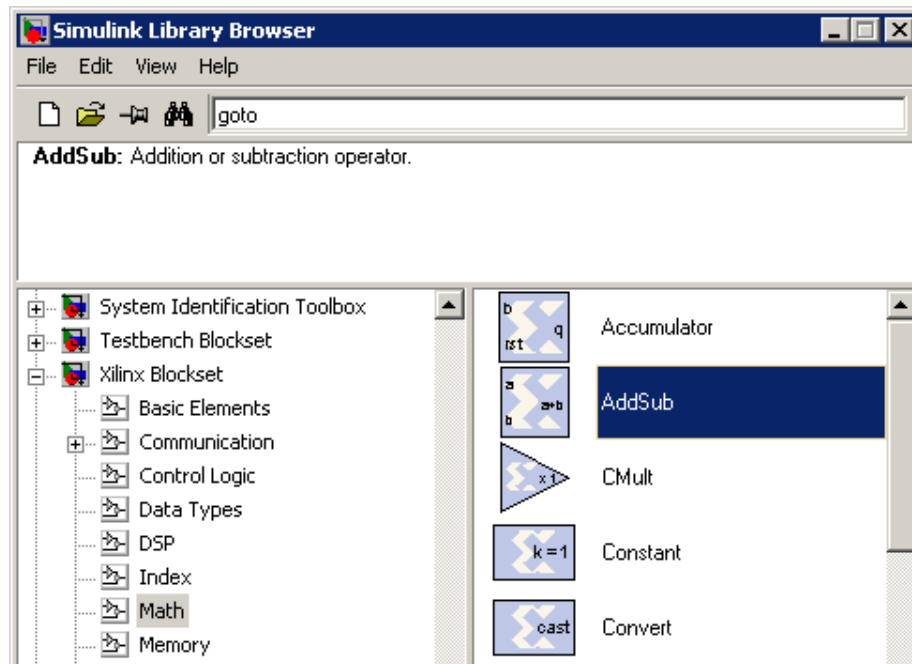 Simulink Library Browser
File Edit View Help
goto
AddSub: Addition or subtraction operator.
System Identification Toolbox
Testbench Blockset
Xilinx Blockset
Basic Elements
Communication
Control Logic
Data Types
DSP
Index
Math
Memory
b
q
rst
Accumulator
a
a+b
b
AddSub
x 1
CMult
k = 1
Constant
cast
Convert